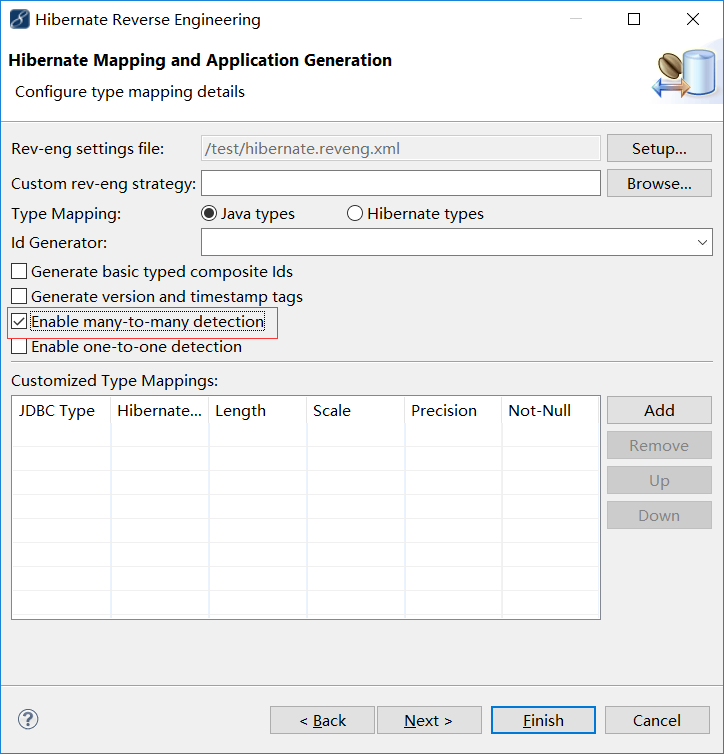 Hibernate Reverse Engineering
Hibernate Mapping and Application Generation
Configure type mapping details
Rev-eng settings file: /test/hibernate.reveng.xml Setup...
Custom rev-eng strategy: Browse...
Type Mapping: Java types Hibernate types
Id Generator:
Generate basic typed composite Ids
Generate version and timestamp tags
Enable many-to-many detection
Enable one-to-one detection
Customized Type Mappings:
JDBC Type Hibernate... Length Scale Precision Not-Null Add
Remove
Up
Down
? < Back Next > Finish Cancel